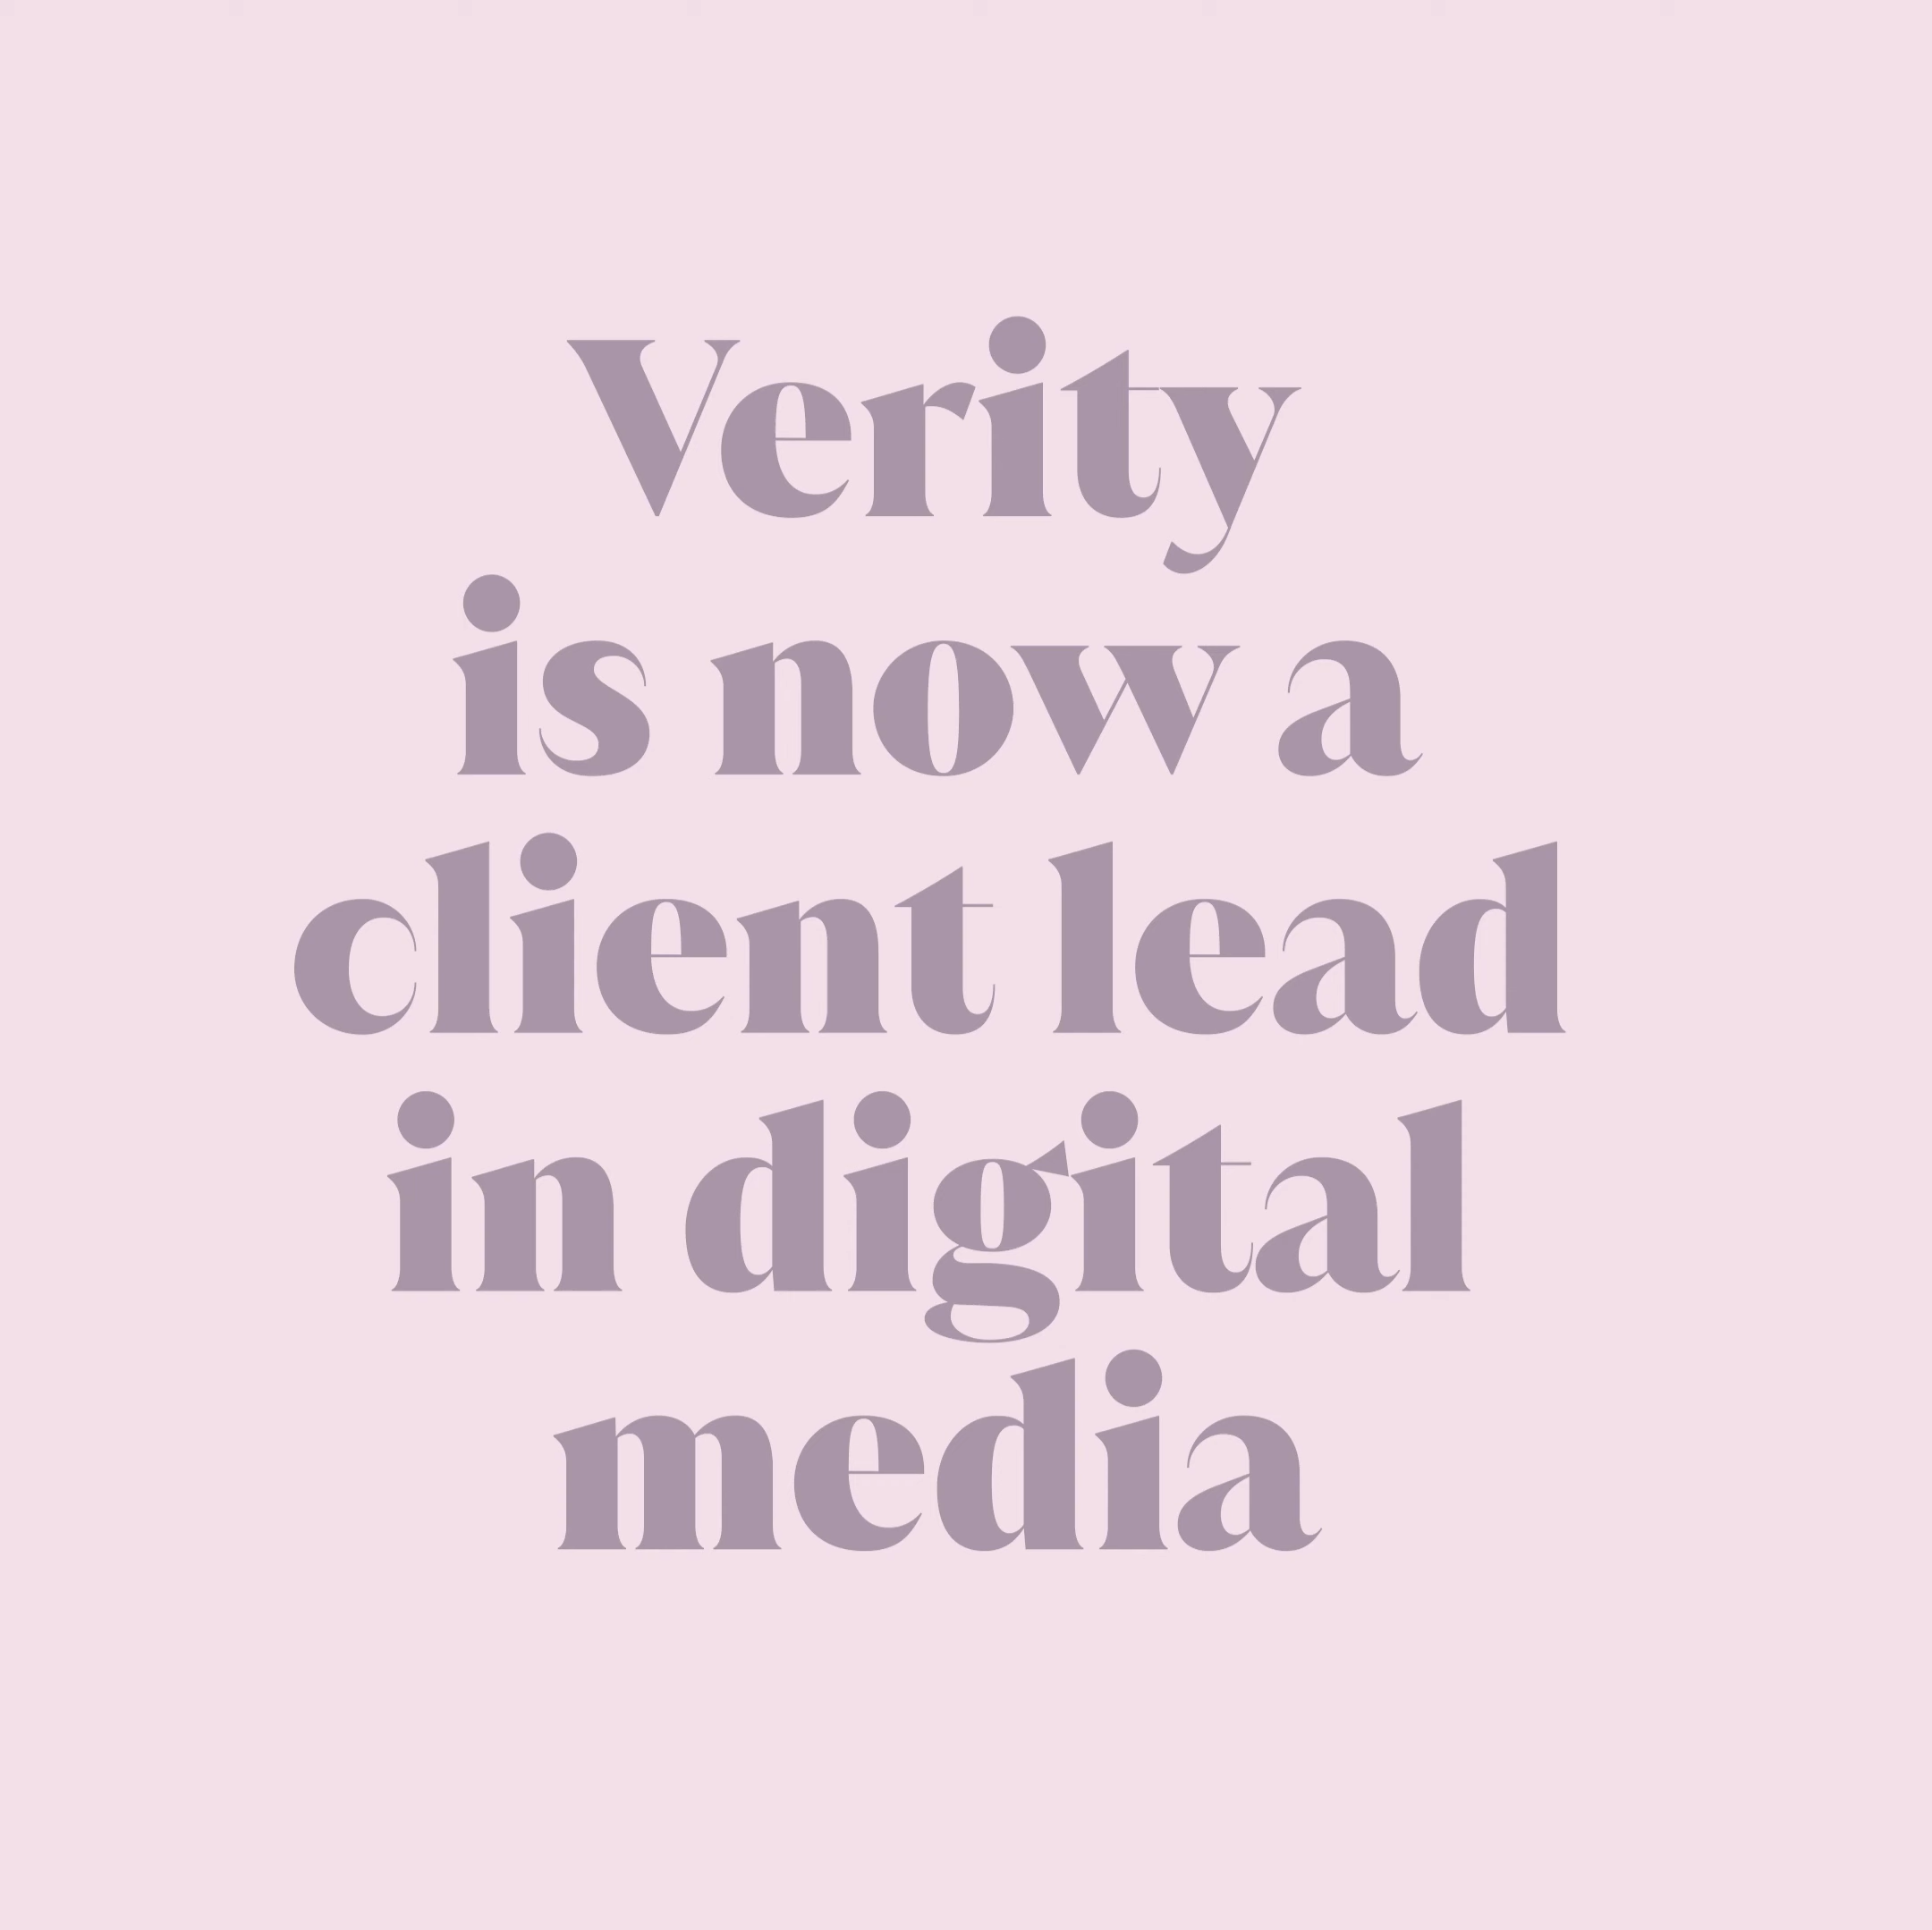 Verity
is now a
client lead
in digital
media